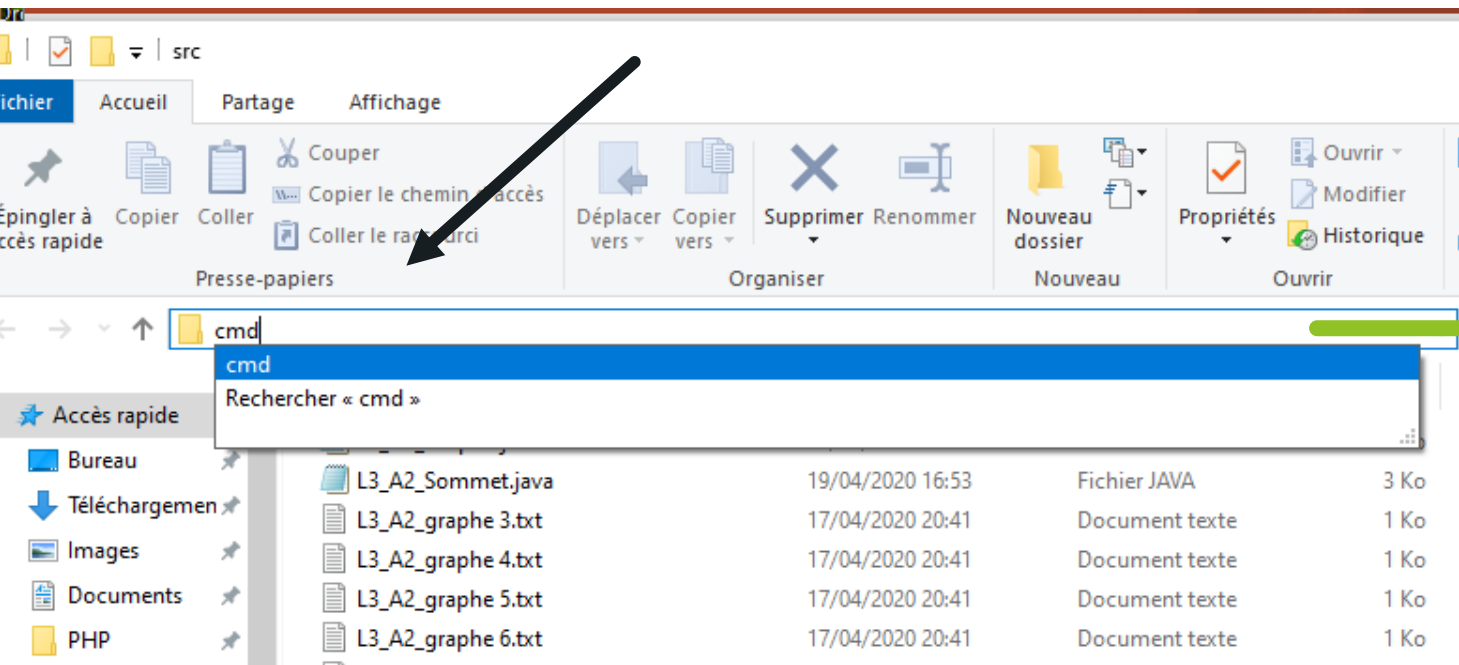 src
Fichier Accueil Partage Affichage
Épingler à
accès rapide
Copier
Coller
Couper
Copier le chemin d'accès
Coller le raccourci
Presse-papiers
Déplacer
vers
Copier
vers
Supprimer
Renommer
Organiser
Nouveau
dossier
Nouveau
Propriétés
Ouvrir
Modifier
Historique
Ouvrir
cmd
cmd
Rechercher « cmd »
Accès rapide
Bureau
Téléchargemen
Images
Documents
PHP
L3_A2_Sommet.java 19/04/2020 16:53 Fichier JAVA 3 Ko
L3_A2_graphe 3.txt 17/04/2020 20:41 Document texte 1 Ko
L3_A2_graphe 4.txt 17/04/2020 20:41 Document texte 1 Ko
L3_A2_graphe 5.txt 17/04/2020 20:41 Document texte 1 Ko
L3_A2_graphe 6.txt 17/04/2020 20:41 Document texte 1 Ko